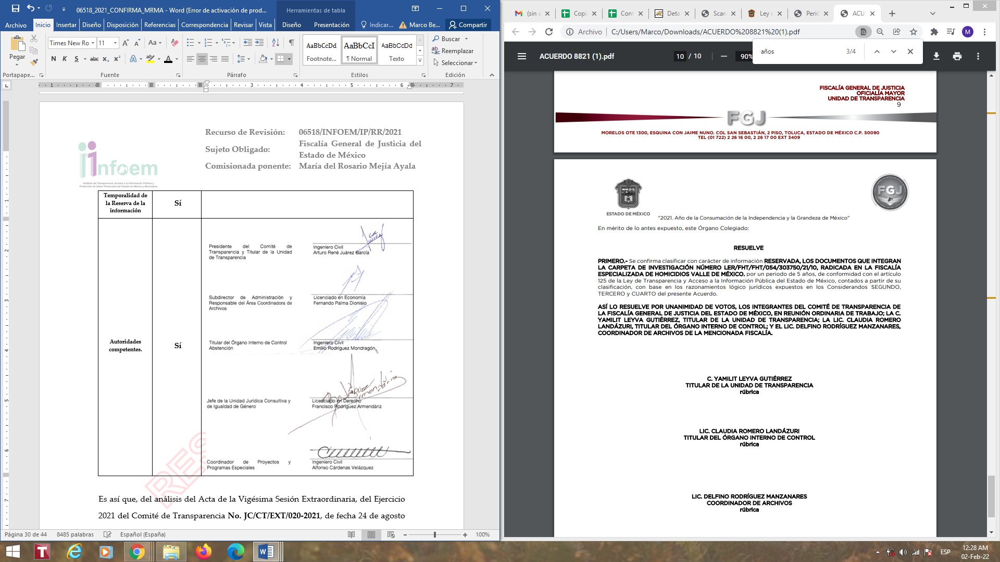 06518_2021_CONFIRMA_MRMA - Word (Error de activación de prod...
Herramientas de tabla
Archivo Inicio Insertar Diseño Disposición Referencias Correspondencia Revisar Vista Diseño Presentación Indicar... Marco Be... Compartir
Pegar
Times New Ro 11
N K S abc x₂ x²
Aa
AaBbCcDd AaBbCcI AaBbCcDd
Footnote... ¶ Normal Texto
Buscar
Reemplazar
Seleccionar
Portapape... Fuente Párrafo Estilos Edición
1 3 4 5 6 7
Recurso de Revisión: 06518/INFOEM/IP/RR/2021
Sujeto Obligado: Fiscalía General de Justicia del Estado de México
Comisionada ponente: María del Rosario Mejía Ayala
infoem
Instituto de Transparencia, Acceso a la Información Pública y
Protección de Datos Personales del Estado de México y Municipios
Temporalidad de
la Reserva de la
información
Sí
Autoridades
competentes.
Sí
Presidente del Comité de
Transparencia y Titular de la Unidad
de Transparencia
Ingeniero Civil
Arturo René Juárez García
Subdirector de Administración y
Responsable del Área Coordinadora de
Archivos
Licenciado en Economía
Fernando Palma Dionisio
Titular del Órgano Interno de Control
Abstención
Ingeniero Civil
Emilio Rodríguez Mondragón
Jefe de la Unidad Jurídica Consultiva y
de Igualdad de Género
Licenciado en Derecho
Francisco Rodríguez Armendáriz
Coordinador de Proyectos y
Programas Especiales
Ingeniero Civil
Alfonso Cárdenas Velázquez
RES
Es así que, del análisis del Acta de la Vigésima Sesión Extraordinaria, del Ejercicio
2021 del Comité de Transparencia No. JC/CT/EXT/020-2021, de fecha 24 de agosto
Página 30 de 44 8485 palabras Español (España) 100%
(sin a Copi Cont Deta Scan Ley c Perió ACU
Archivo C:/Users/Marco/Downloads/ACUERDO%208821%20(1).pdf
M
ACUERDO 8821 (1).pdf 10 / 10 90%
años 3/4
FISCALÍA GENERAL DE JUSTICIA
OFICIALÍA MAYOR
UNIDAD DE TRANSPARENCIA
9
FGJ
MORELOS OTE 1300, ESQUINA CON JAIME NUNO. COL SAN SEBASTIÁN, 2 PISO, TOLUCA, ESTADO DE MÉXICO C.P. 50090
TEL (01 722) 2 26 16 00, 2 26 17 00 EXT 3409
ESTADO DE MÉXICO
FGJ
“2021. Año de la Consumación de la Independencia y la Grandeza de México”
En mérito de lo antes expuesto, este Órgano Colegiado:
RESUELVE
PRIMERO.- Se confirma clasificar con carácter de información RESERVADA, LOS DOCUMENTOS QUE INTEGRAN
LA CARPETA DE INVESTIGACIÓN NÚMERO LER/FHT/FHT/054/303750/21/10, RADICADA EN LA FISCALÍA
ESPECIALIZADA DE HOMICIDIOS VALLE DE MÉXICO, por un periodo de 5 años, de conformidad con el artículo
125 de la Ley de Transparencia y Acceso a la Información Pública del Estado de México, contados a partir de su
clasificación, con base en los razonamientos lógico jurídicos expuestos en los Considerandos SEGUNDO,
TERCERO y CUARTO del presente Acuerdo.
ASÍ LO RESUELVE POR UNANIMIDAD DE VOTOS, LOS INTEGRANTES DEL COMITÉ DE TRANSPARENCIA DE
LA FISCALÍA GENERAL DE JUSTICIA DEL ESTADO DE MÉXICO, EN REUNIÓN ORDINARIA DE TRABAJO; LA C.
YAMILIT LEYVA GUTIÉRREZ, TITULAR DE LA UNIDAD DE TRANSPARENCIA; LA LIC. CLAUDIA ROMERO
LANDÁZURI, TITULAR DEL ÓRGANO INTERNO DE CONTROL; Y EL LIC. DELFINO RODRÍGUEZ MANZANARES,
COORDINADOR DE ARCHIVOS DE LA MENCIONADA FISCALÍA.
C. YAMILIT LEYVA GUTIÉRREZ
TITULAR DE LA UNIDAD DE TRANSPARENCIA
rúbrica
LIC. CLAUDIA ROMERO LANDÁZURI
TITULAR DEL ÓRGANO INTERNO DE CONTROL
rúbrica
LIC. DELFINO RODRÍGUEZ MANZANARES
COORDINADOR DE ARCHIVOS
rúbrica
ESP
12:28 AM
02-Feb-22